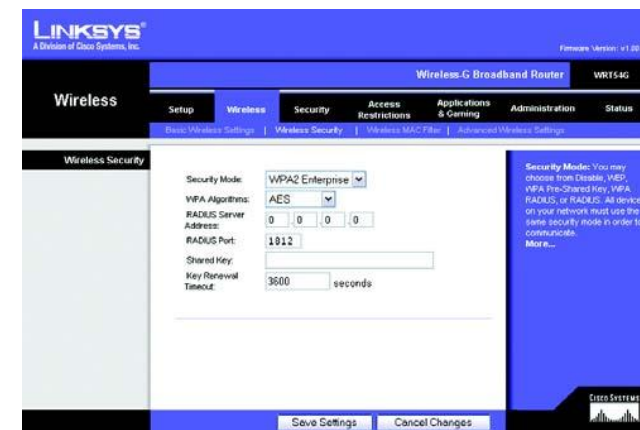 LINKSYS®
A Division of Cisco Systems, Inc.
Firmware Version: v1.00
Wireless-G Broadband Router
WRT54G
Wireless
Setup
Wireless
Security
Access Restrictions
Applications & Gaming
Administration
Status
Basic Wireless Settings | Wireless Security | Wireless MAC Filter | Advanced Wireless Settings
Wireless Security
Security Mode: WPA2 Enterprise
WPA Algorithms: AES
RADIUS Server Address: 0 . 0 . 0 . 0
RADIUS Port: 1812
Shared Key:
Key Renewal Timeout: 3600 seconds
Security Mode: You may
choose from Disable, WEP,
WPA Pre-Shared Key, WPA
RADIUS, or RADIUS. All device
on your network must use the
same security mode in order to
communicate.
More...
Save Settings
Cancel Changes
CISCO SYSTEMS